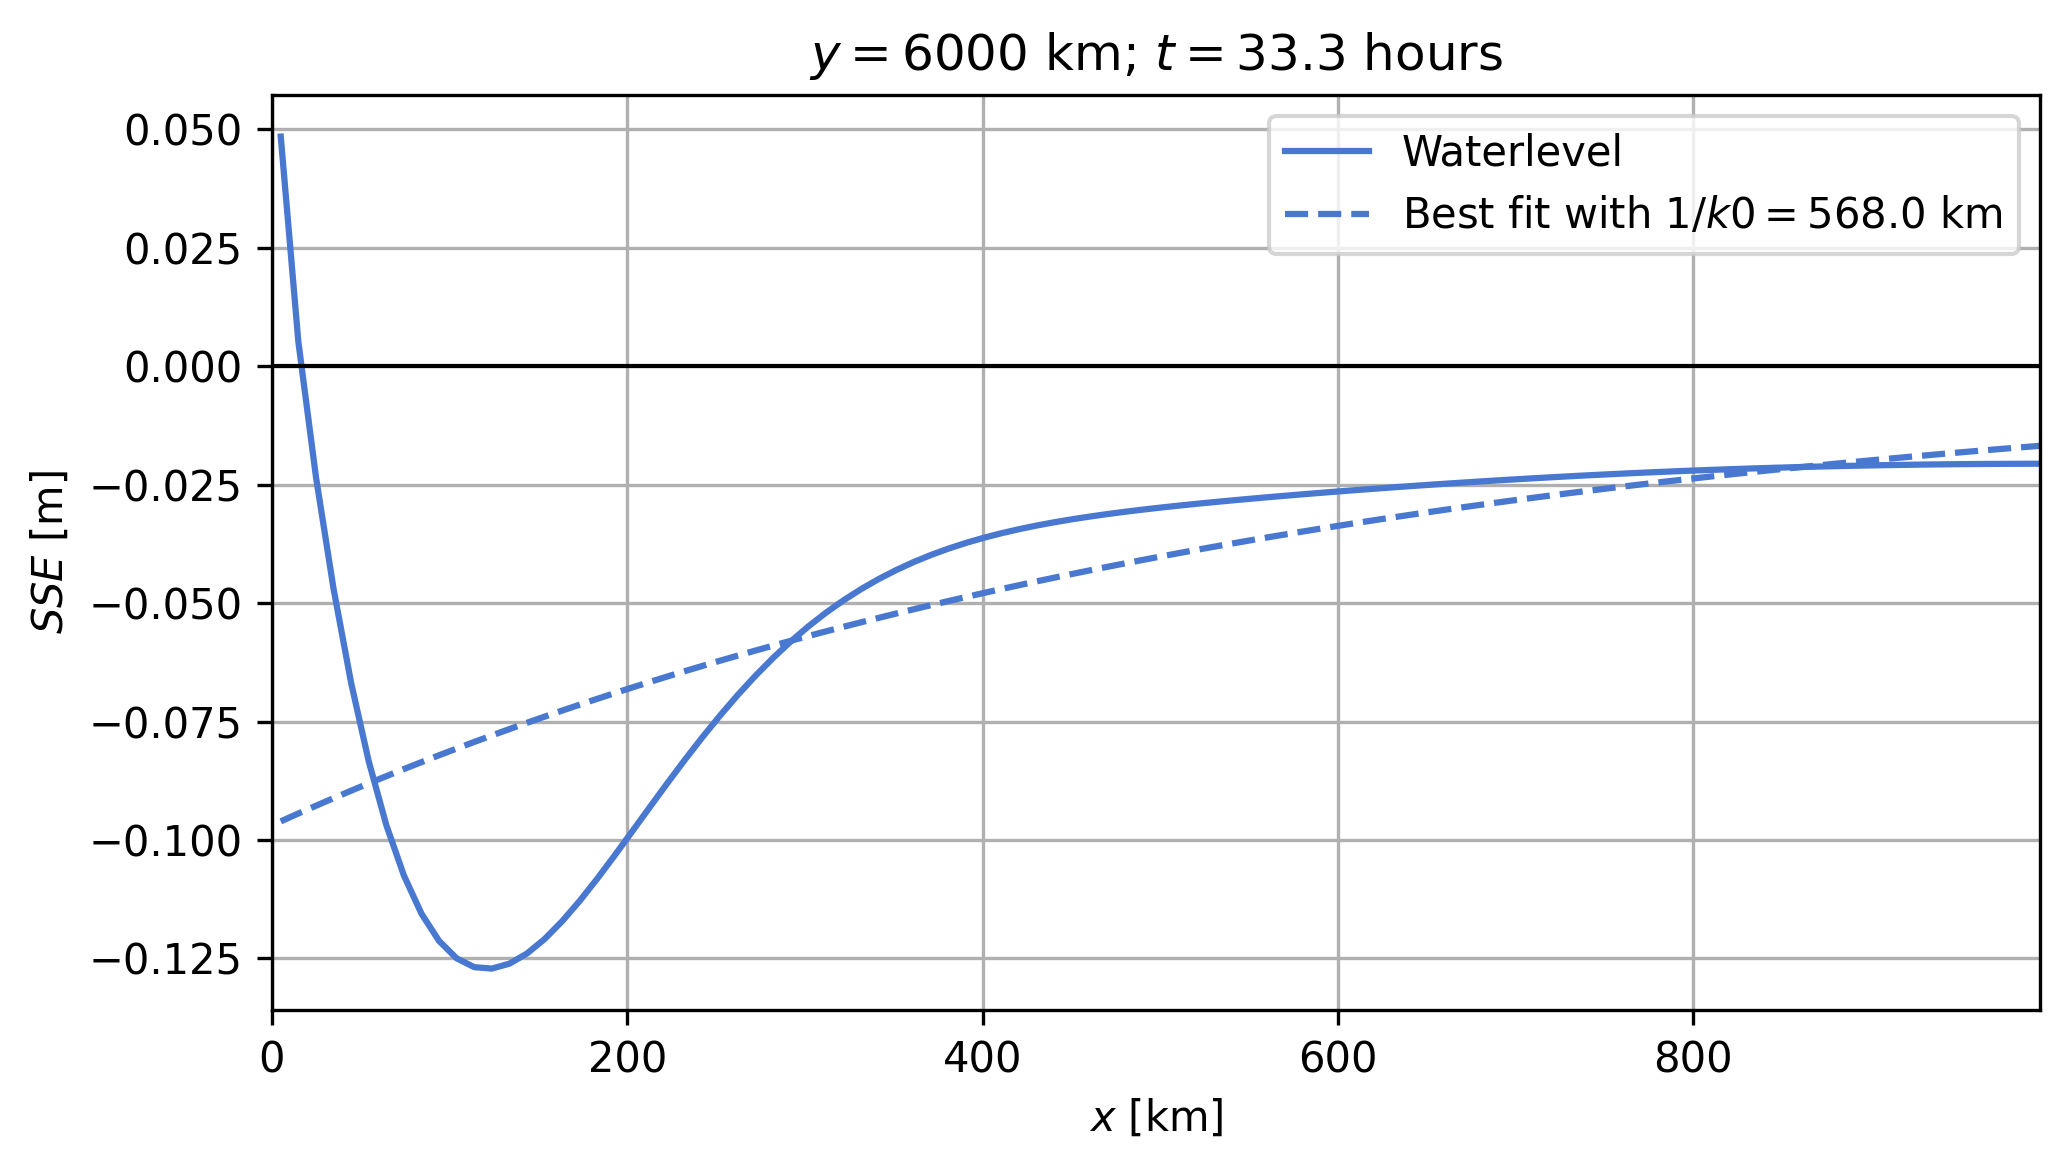 y = 6000 km; t = 33.3 hours
0.050
0.025
0.000
−0.025
−0.050
−0.075
−0.100
−0.125
SSE [m]
Waterlevel
Best fit with 1/k0 = 568.0 km
0 200 400 600 800
x [km]